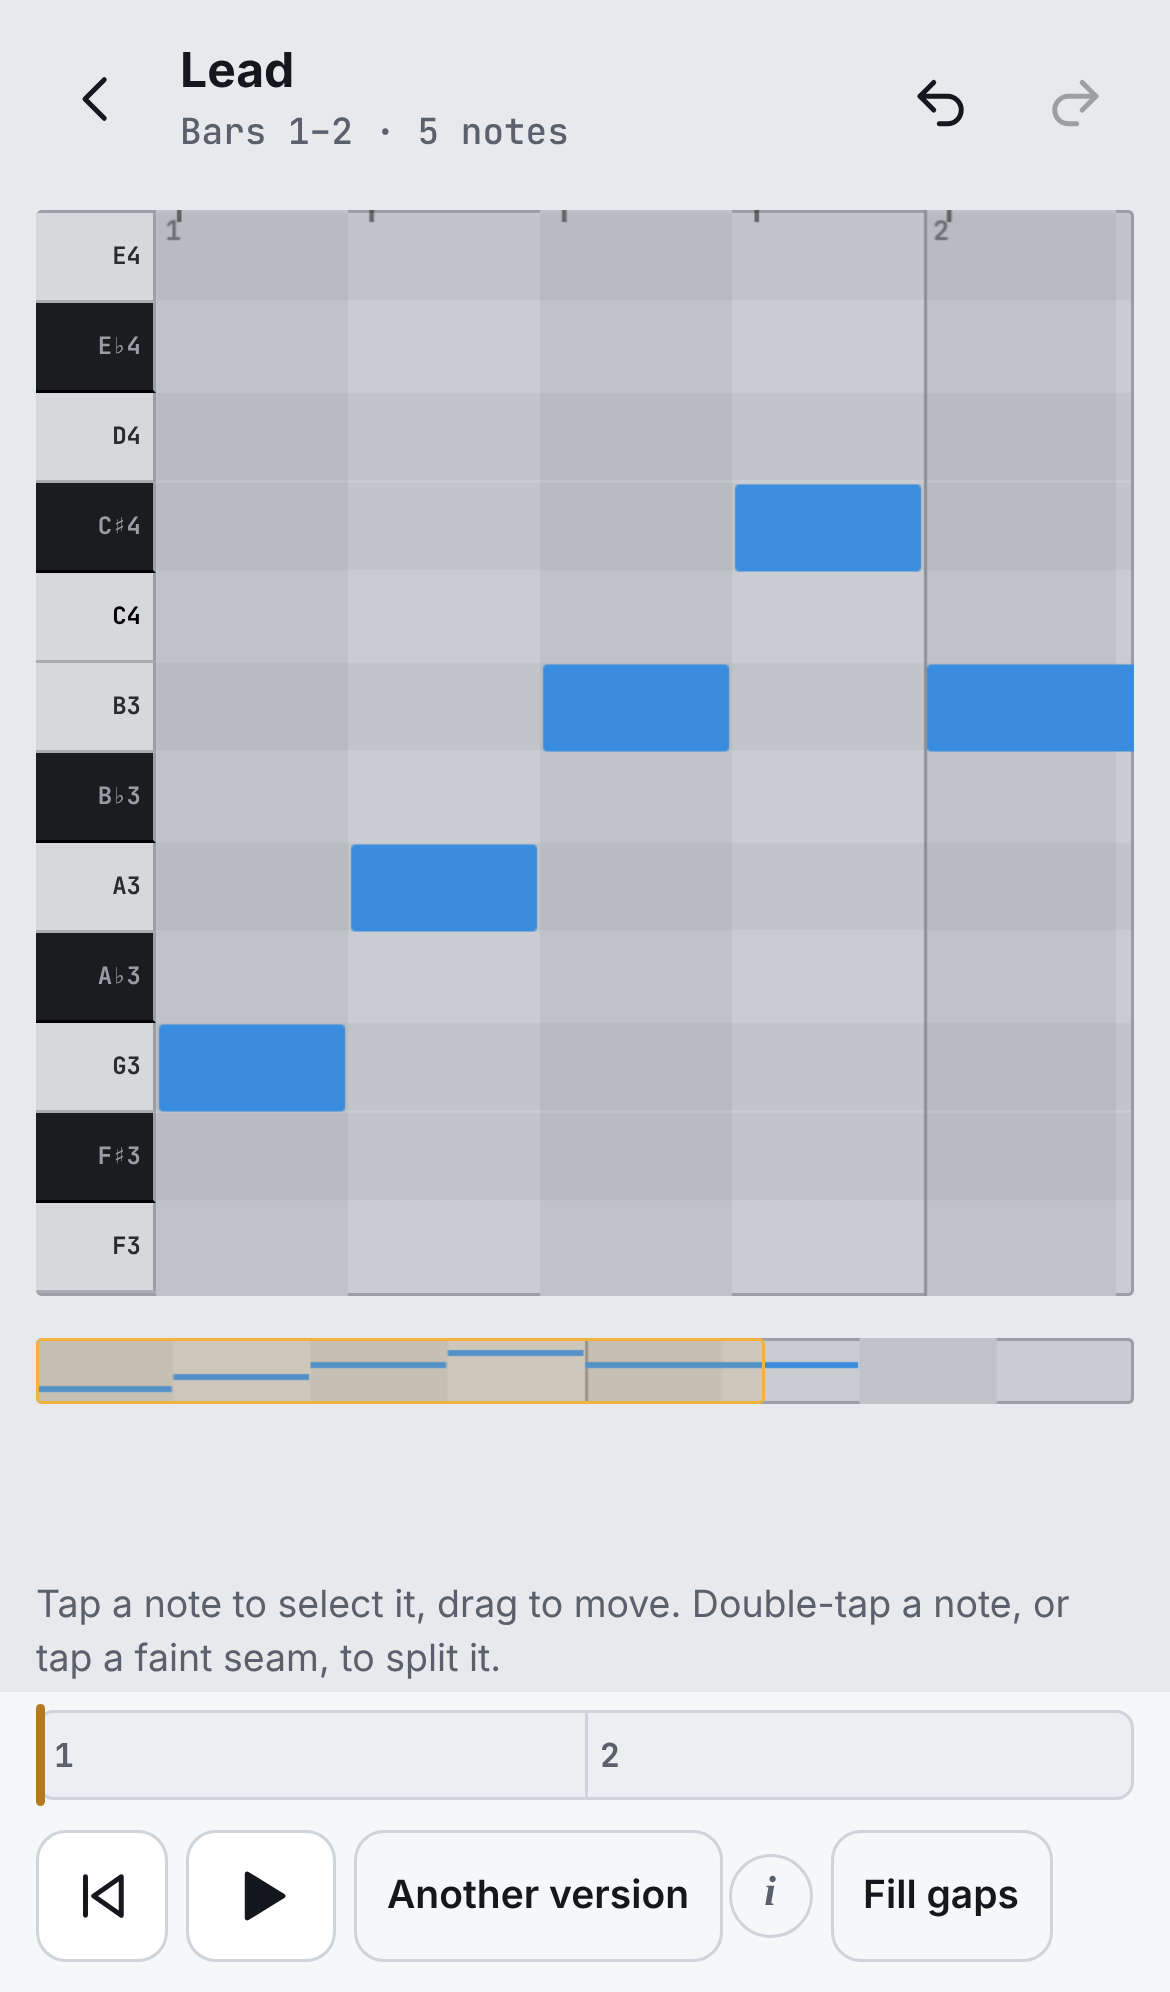 Lead
Bars 1–2 · 5 notes
1
2
E4
E♭4
D4
C♯4
C4
B3
B♭3
A3
A♭3
G3
F♯3
F3
Tap a note to select it, drag to move. Double-tap a note, or
tap a faint seam, to split it.
1
2
Another version
i
Fill gaps